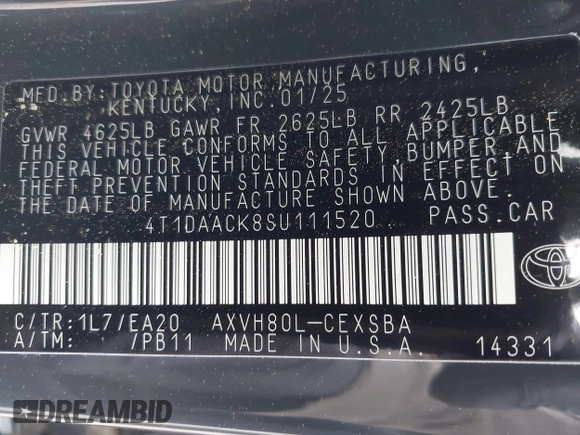 MFD.BY:TOYOTA MOTOR MANUFACTURING,
KENTUCKY, INC.01/25
GVWR 4625LB GAWR FR 2625LB RR 2425LB
THIS VEHICLE CONFORMS TO ALL APPLICABLE
FEDERAL MOTOR VEHICLE SAFETY,BUMPER AND
THEFT PREVENTION STANDARDS IN EFFECT ON
THE DATE OF MANUFACTURE SHOWN ABOVE.
4T1DAACK8SU111520 PASS.CAR
C/TR:1L7/EA20 AXVH80L-CEXSBA
A/TM: /PB11 MADE IN U.S.A. 14331
DREAMBID